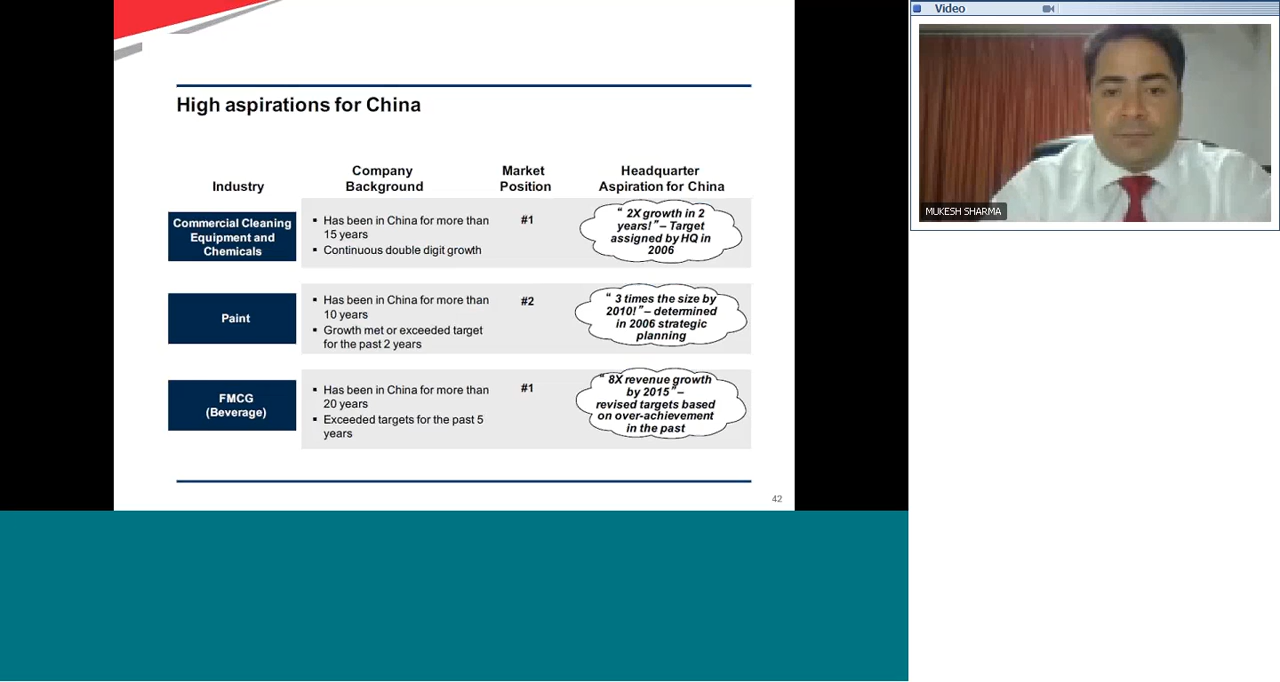 Video
MUKESH SHARMA
High aspirations for China
Industry
Company
Background
Market
Position
Headquarter
Aspiration for China
Commercial Cleaning
Equipment and
Chemicals
▪ Has been in China for more than
15 years
▪ Continuous double digit growth
#1
“ 2X growth in 2
years!”– Target
assigned by HQ in
2006
Paint
▪ Has been in China for more than
10 years
▪ Growth met or exceeded target
for the past 2 years
#2
“ 3 times the size by
2010!”– determined
in 2006 strategic
planning
FMCG
(Beverage)
▪ Has been in China for more than
20 years
▪ Exceeded targets for the past 5
years
#1
“ 8X revenue growth
by 2015”–
revised targets based
on over-achievement
in the past
42